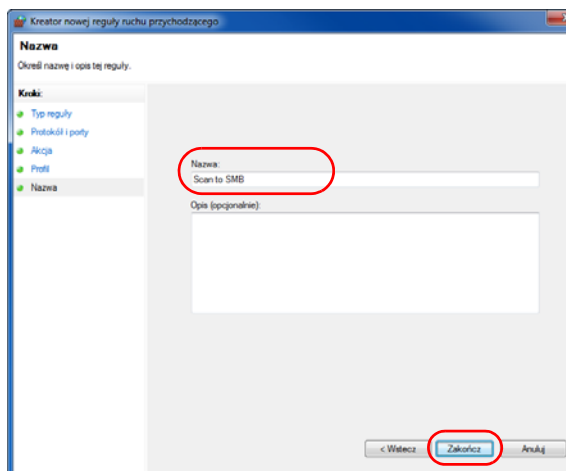 Kreator nowej reguły ruchu przychodzącego
Nazwa
Określ nazwę i opis tej reguły.
Kroki:
Typ reguły
Protokół i porty
Akcja
Profil
Nazwa
Nazwa:
Scan to SMB
Opis (opcjonalnie):
< Wstecz
Zakończ
Anuluj